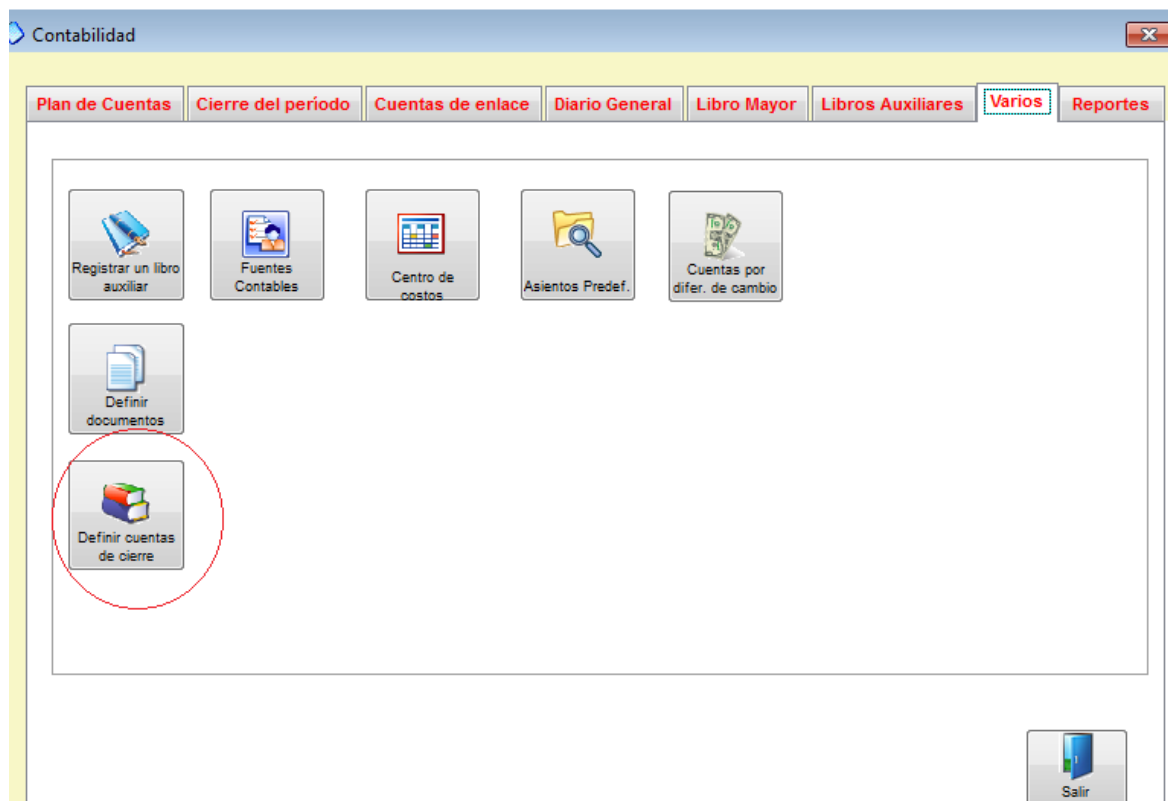 Contabilidad
Plan de Cuentas
Cierre del período
Cuentas de enlace
Diario General
Libro Mayor
Libros Auxiliares
Varios
Reportes
Registrar un libro
auxiliar
Fuentes
Contables
Centro de
costos
Asientos Predef.
Cuentas por
difer. de cambio
Definir
documentos
Definir cuentas
de cierre
Salir